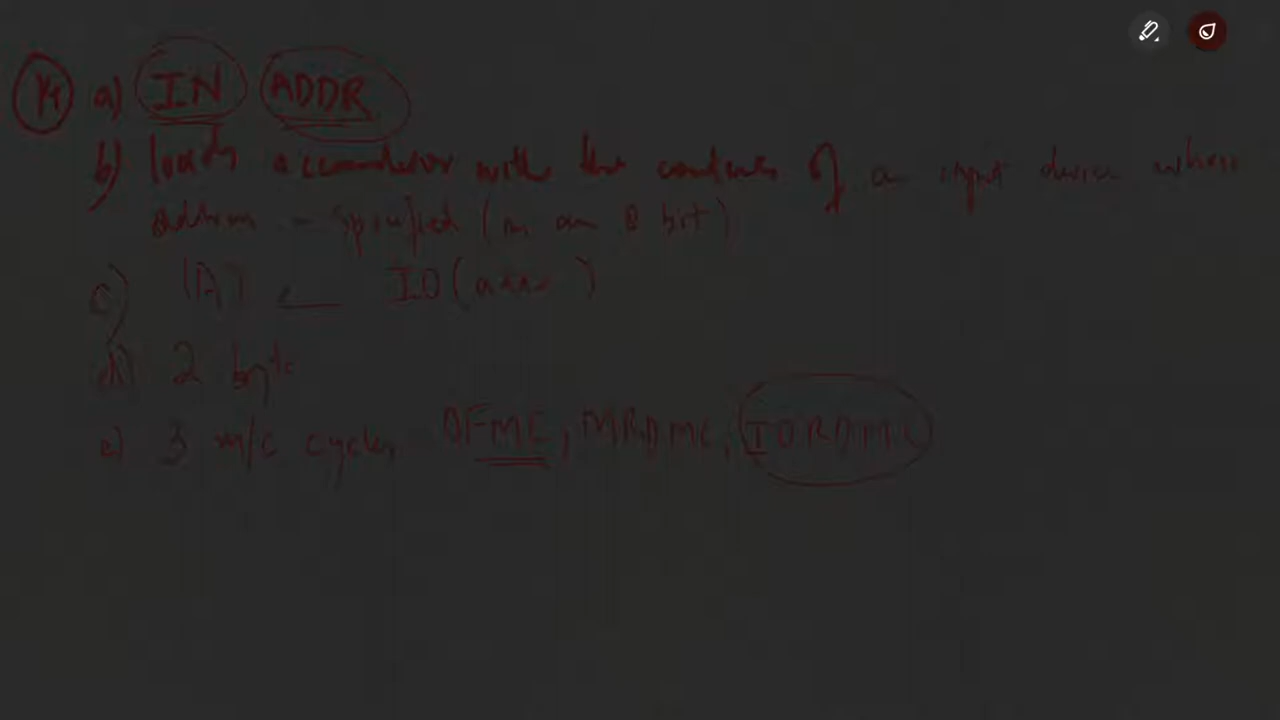 14 a) IN ADDR
b) loads accumulator with the contents of a input device whose
address specified (in an 8 bit)
c) (A) ← IO(addr)
d) 2 byte
e) 3 m/c cycles OFMC, MRDMC, IORDMC